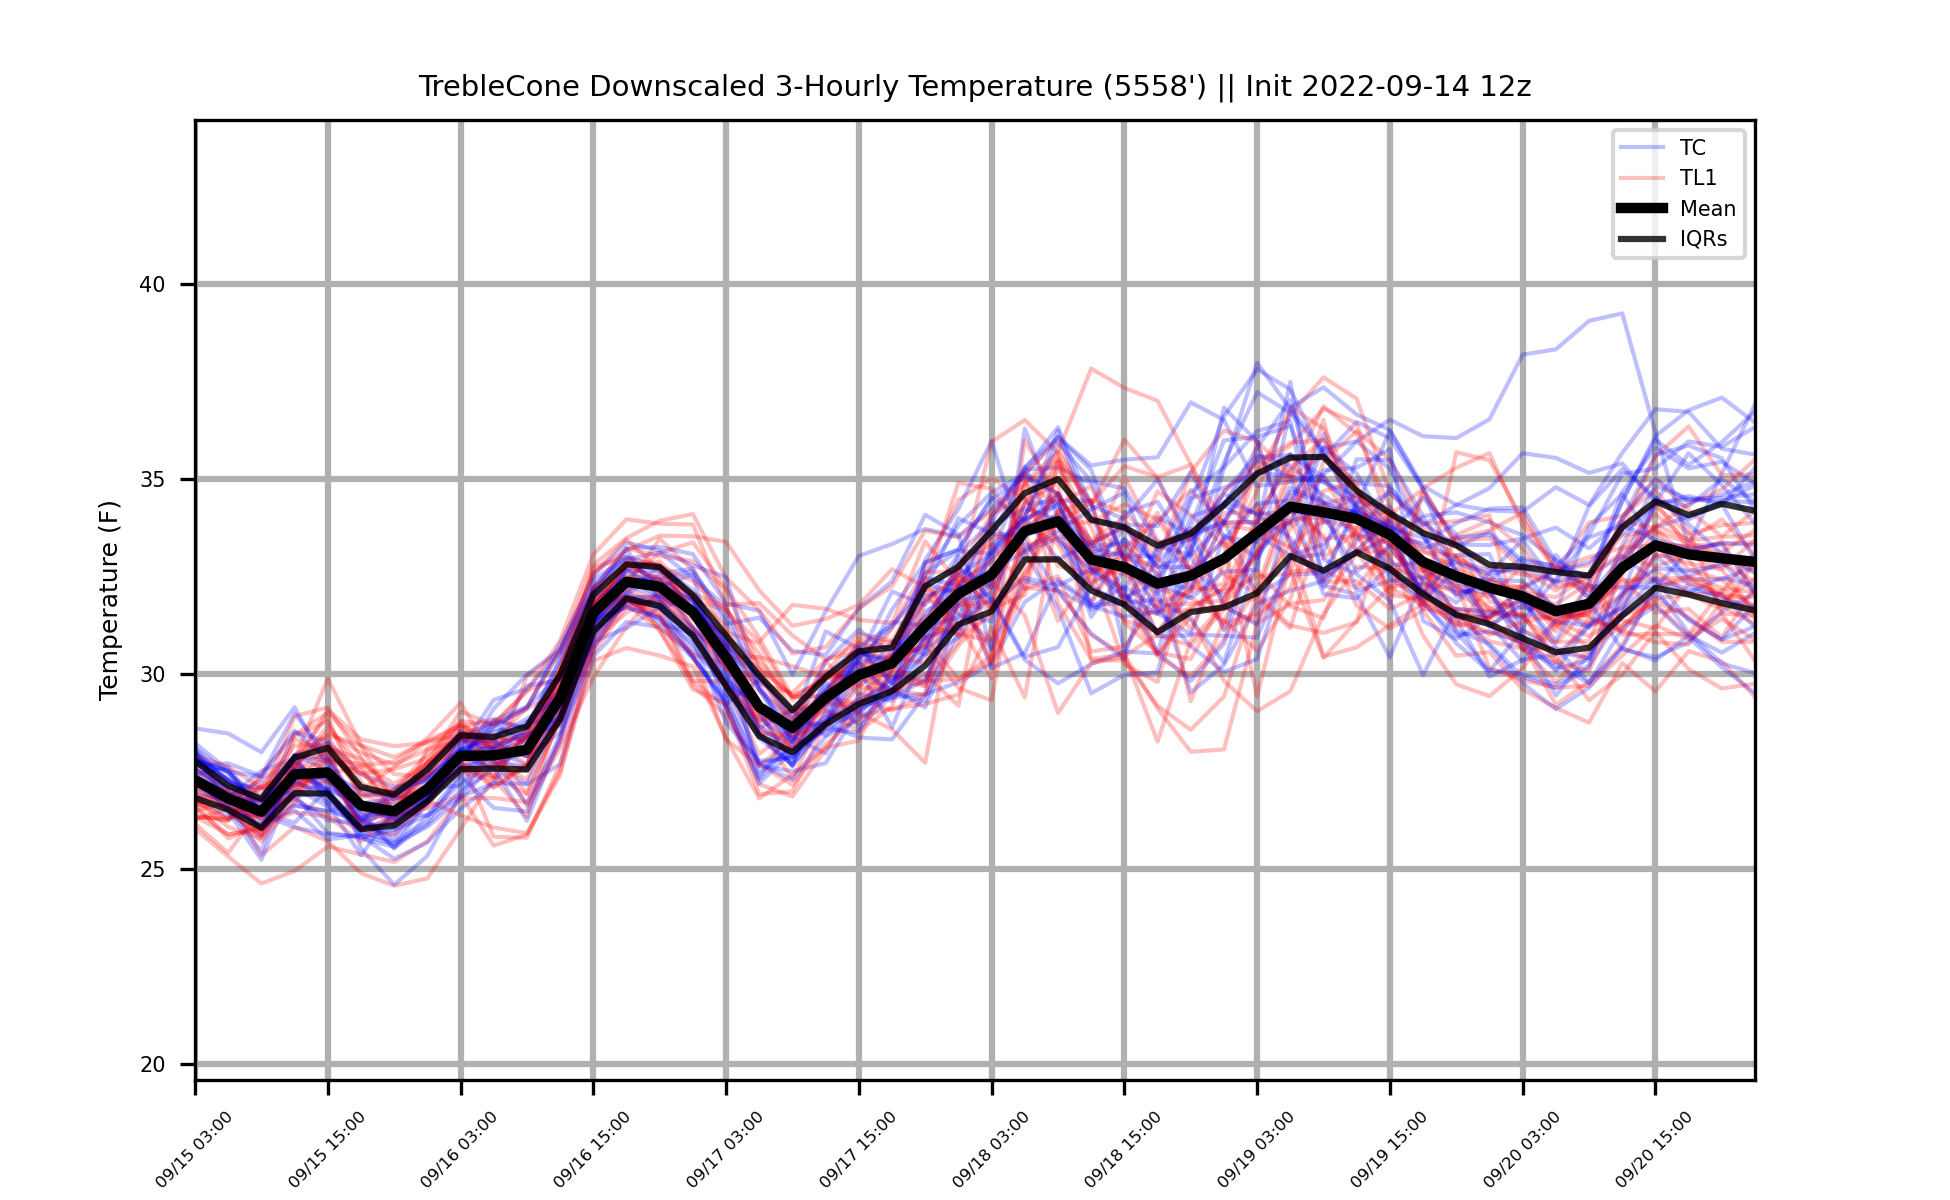 TrebleCone Downscaled 3-Hourly Temperature (5558') || Init 2022-09-14 12z
TC
TL1
Mean
IQRs
Temperature (F)
40
35
30
25
20
09/15 03:00
09/15 15:00
09/16 03:00
09/16 15:00
09/17 03:00
09/17 15:00
09/18 03:00
09/18 15:00
09/19 03:00
09/19 15:00
09/20 03:00
09/20 15:00